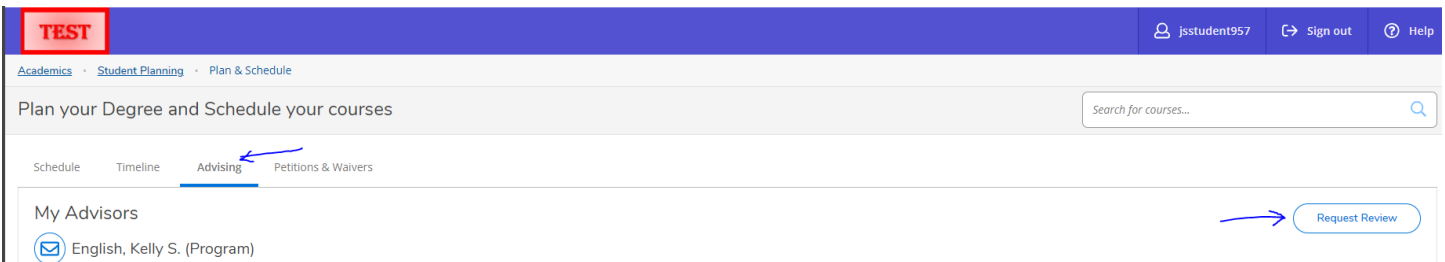 TEST
jsstudent957 Sign out Help
Academics · Student Planning · Plan & Schedule
Plan your Degree and Schedule your courses
Search for courses...
Schedule Timeline Advising Petitions & Waivers
My Advisors
Request Review
English, Kelly S. (Program)